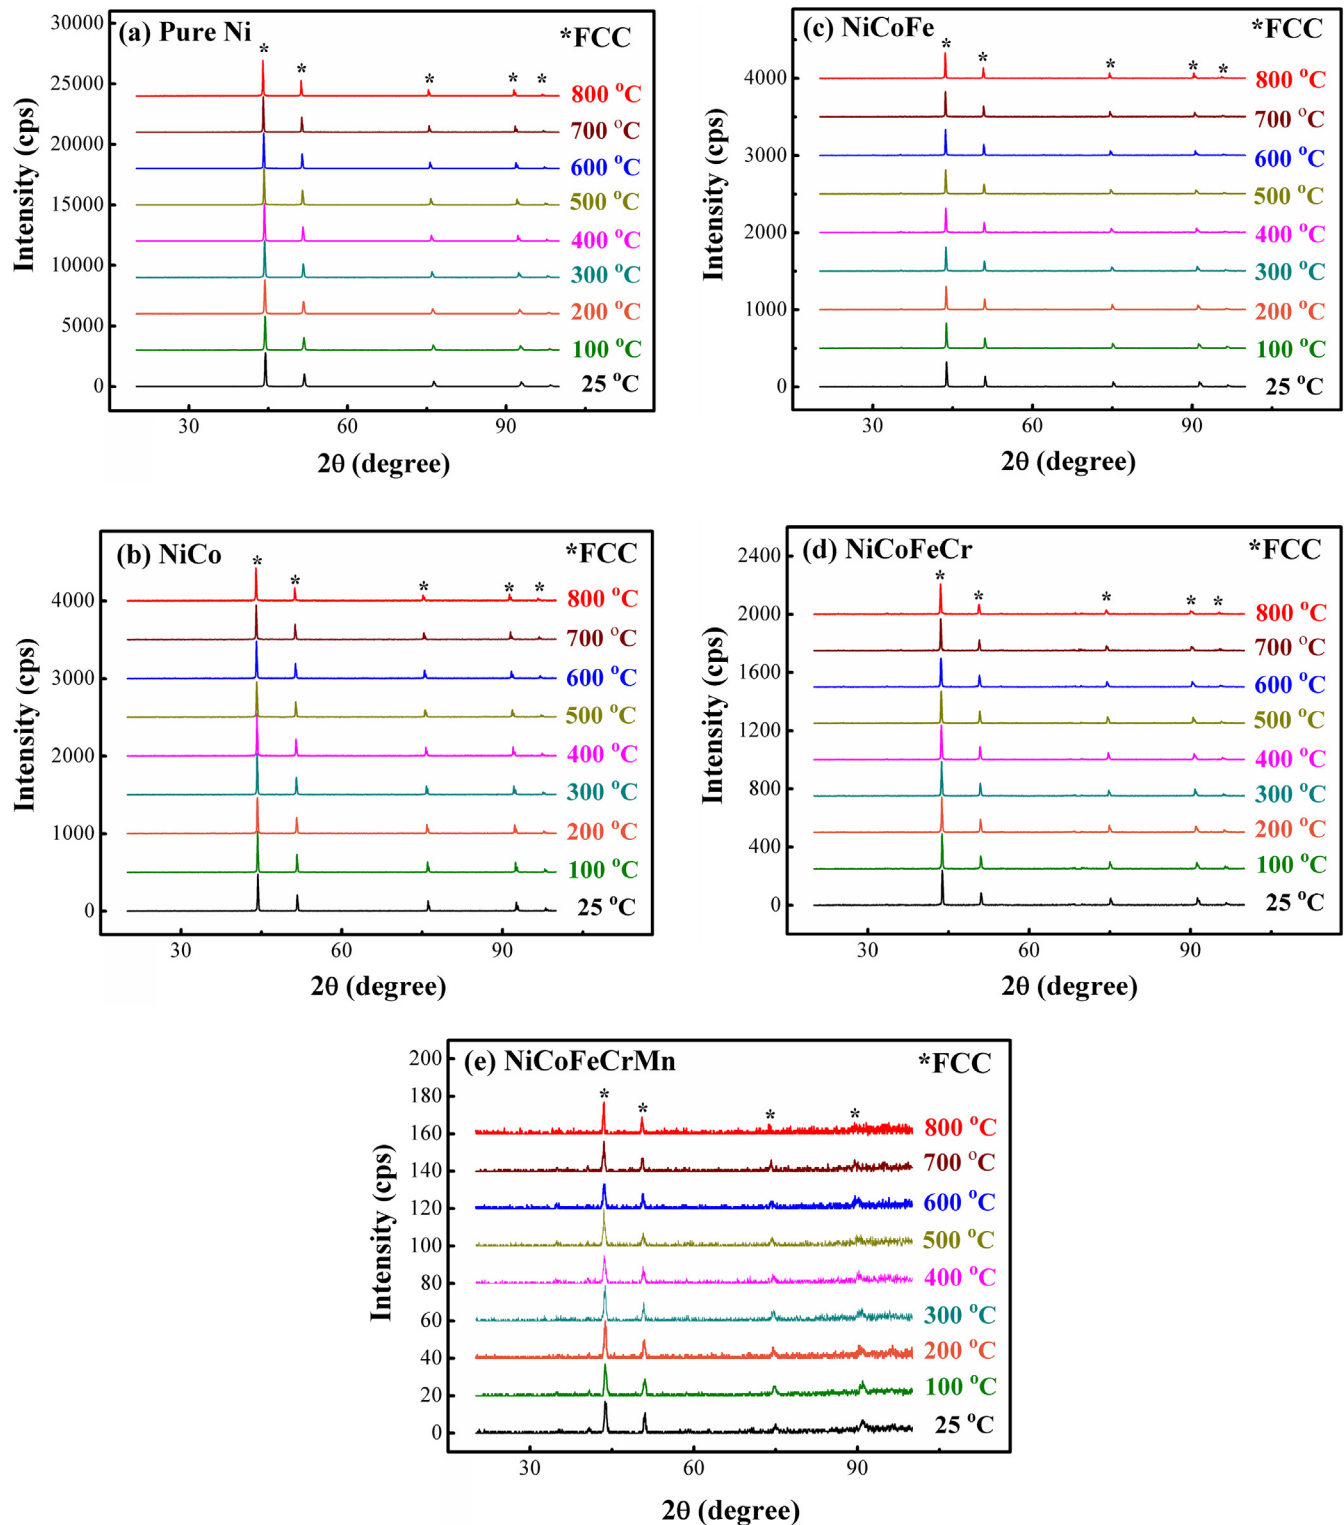 (a) Pure Ni
*FCC
30000
25000
20000
15000
10000
5000
0
Intensity (cps)
* * * * *
800 °C
700 °C
600 °C
500 °C
400 °C
300 °C
200 °C
100 °C
25 °C
30 60 90
2θ (degree)
(c) NiCoFe
*FCC
4000
3000
2000
1000
0
Intensity (cps)
* * * * *
800 °C
700 °C
600 °C
500 °C
400 °C
300 °C
200 °C
100 °C
25 °C
30 60 90
2θ (degree)
(b) NiCo
*FCC
4000
3000
2000
1000
0
Intensity (cps)
* * * * *
800 °C
700 °C
600 °C
500 °C
400 °C
300 °C
200 °C
100 °C
25 °C
30 60 90
2θ (degree)
(d) NiCoFeCr
*FCC
2400
2000
1600
1200
800
400
0
Intensity (cps)
* * * * *
800 °C
700 °C
600 °C
500 °C
400 °C
300 °C
200 °C
100 °C
25 °C
30 60 90
2θ (degree)
(e) NiCoFeCrMn
*FCC
200
180
160
140
120
100
80
60
40
20
0
Intensity (cps)
* * * *
800 °C
700 °C
600 °C
500 °C
400 °C
300 °C
200 °C
100 °C
25 °C
30 60 90
2θ (degree)